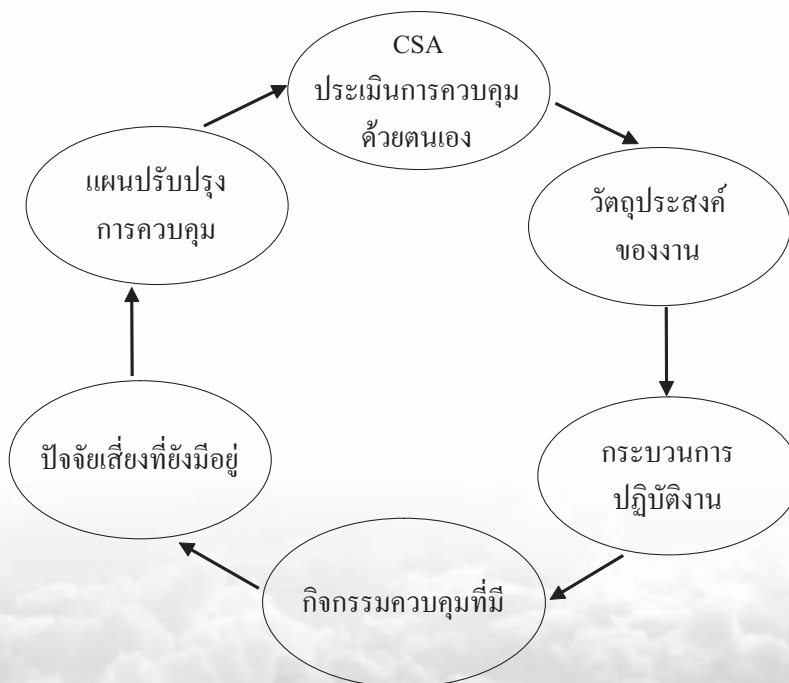 CSA
ประเมินการควบคุม
ด้วยตนเอง
วัตถุประสงค์
ของงาน
กระบวนการ
ปฏิบัติงาน
กิจกรรมควบคุมที่มี
ปัจจัยเสี่ยงที่ยังมีอยู่
แผนปรับปรุง
การควบคุม